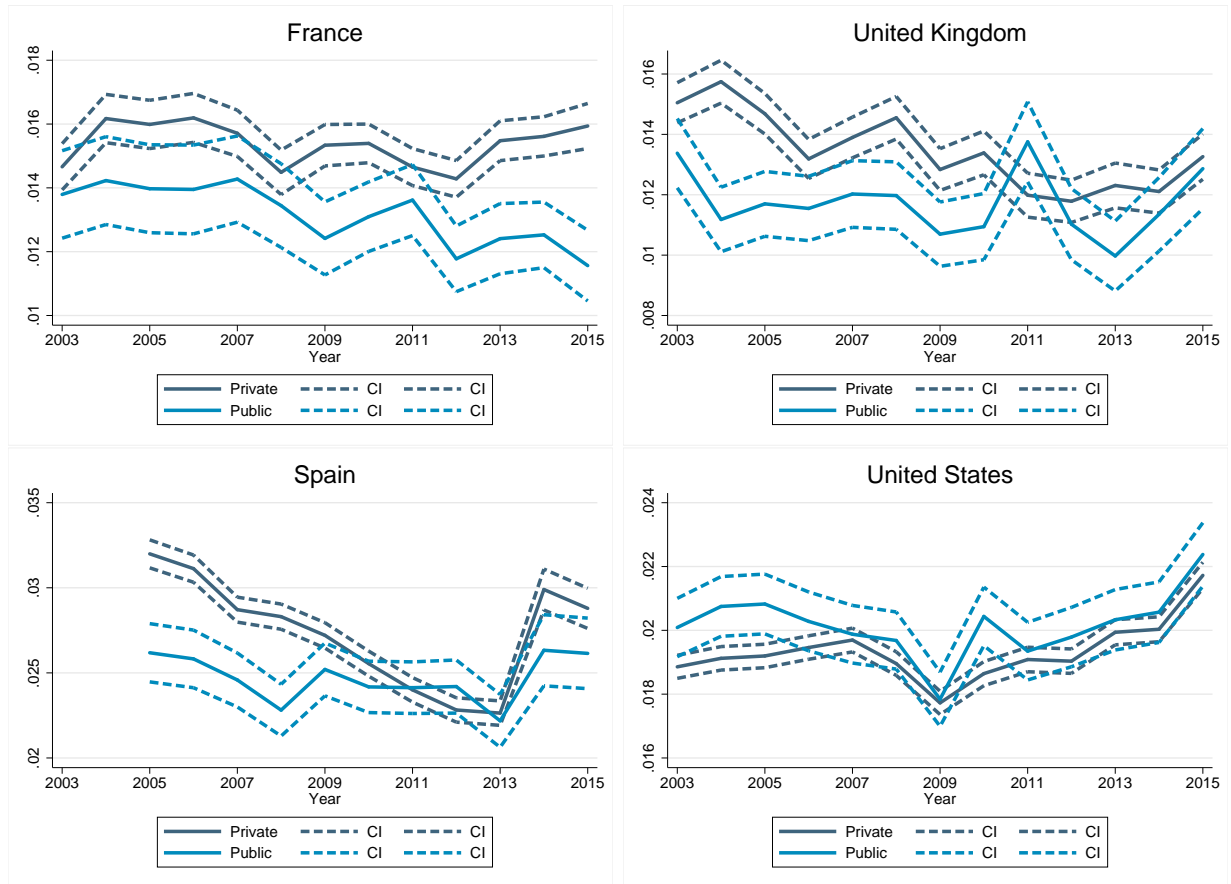 France
.018
.016
.014
.012
.01
2003 2005 2007 2009 2011 2013 2015
Year
Private CI CI
Public CI CI
United Kingdom
.016
.014
.012
.01
.008
2003 2005 2007 2009 2011 2013 2015
Year
Private CI CI
Public CI CI
Spain
.035
.03
.025
.02
2003 2005 2007 2009 2011 2013 2015
Year
Private CI CI
Public CI CI
United States
.024
.022
.02
.018
.016
2003 2005 2007 2009 2011 2013 2015
Year
Private CI CI
Public CI CI